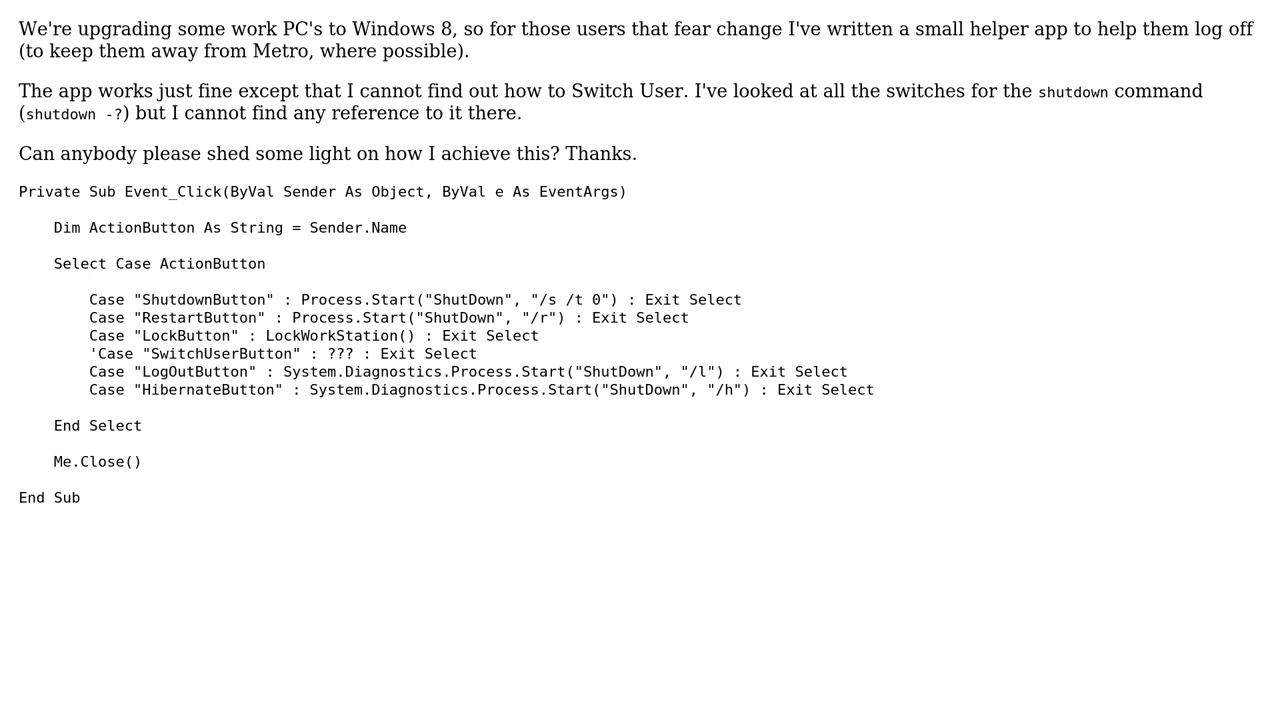 We're upgrading some work PC's to Windows 8, so for those users that fear change I've written a small helper app to help them log off
(to keep them away from Metro, where possible).
The app works just fine except that I cannot find out how to Switch User. I've looked at all the switches for the shutdown command
(shutdown -?) but I cannot find any reference to it there.
Can anybody please shed some light on how I achieve this? Thanks.
Private Sub Event_Click(ByVal Sender As Object, ByVal e As EventArgs)
    Dim ActionButton As String = Sender.Name
    Select Case ActionButton
        Case "ShutdownButton" : Process.Start("ShutDown", "/s /t 0") : Exit Select
        Case "RestartButton" : Process.Start("ShutDown", "/r") : Exit Select
        Case "LockButton" : LockWorkStation() : Exit Select
        'Case "SwitchUserButton" : ??? : Exit Select
        Case "LogOutButton" : System.Diagnostics.Process.Start("ShutDown", "/l") : Exit Select
        Case "HibernateButton" : System.Diagnostics.Process.Start("ShutDown", "/h") : Exit Select
    End Select
    Me.Close()
End Sub